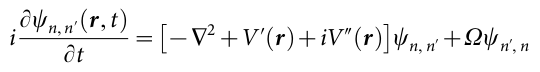 i ∂ψ_{n, n′}(r, t) / ∂t = [−∇² + V′(r) + iV″(r)]ψ_{n, n′} + Ωψ_{n′, n}